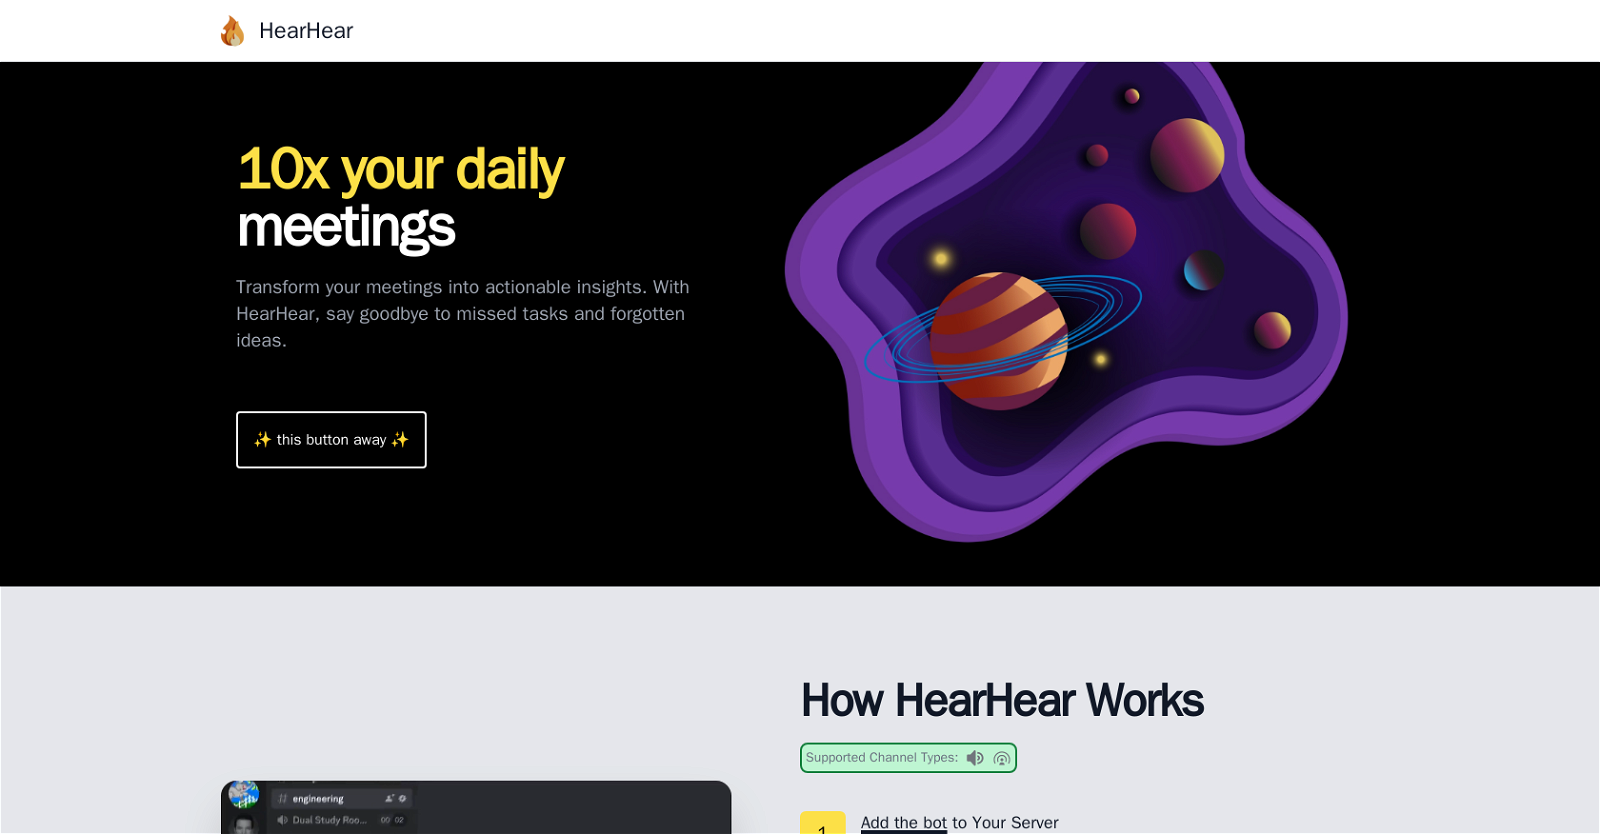 HearHear
10x your daily
meetings
Transform your meetings into actionable insights. With
HearHear, say goodbye to missed tasks and forgotten
ideas.
✨ this button away ✨
How HearHear Works
Supported Channel Types:
1
Add the bot to Your Server
# engineering
Dual Study Roo... 00 02